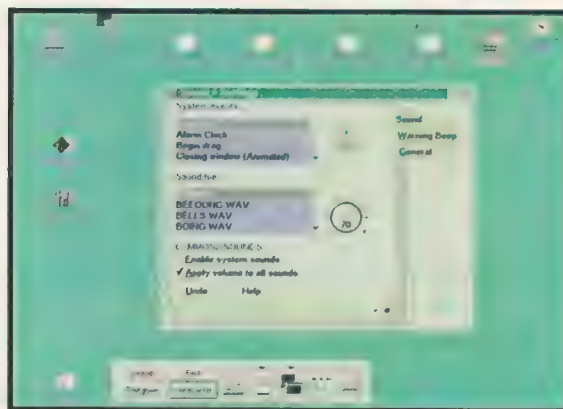 System events
Alarm Clock
Begin drag
Closing window (Animated)
Sound file
BEEDONG WAV
BELLS WAV
BOING WAV
70
Enable system sounds
✓ Apply volume to all sounds
Undo Help
Sound
Warning Beep
General